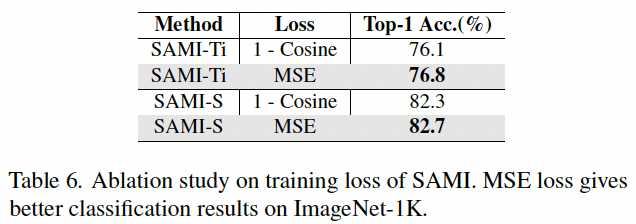 Method Loss Top-1 Acc.(%)
SAMI-Ti 1 - Cosine 76.1
SAMI-Ti MSE 76.8
SAMI-S 1 - Cosine 82.3
SAMI-S MSE 82.7
Table 6. Ablation study on training loss of SAMI. MSE loss gives
better classification results on ImageNet-1K.